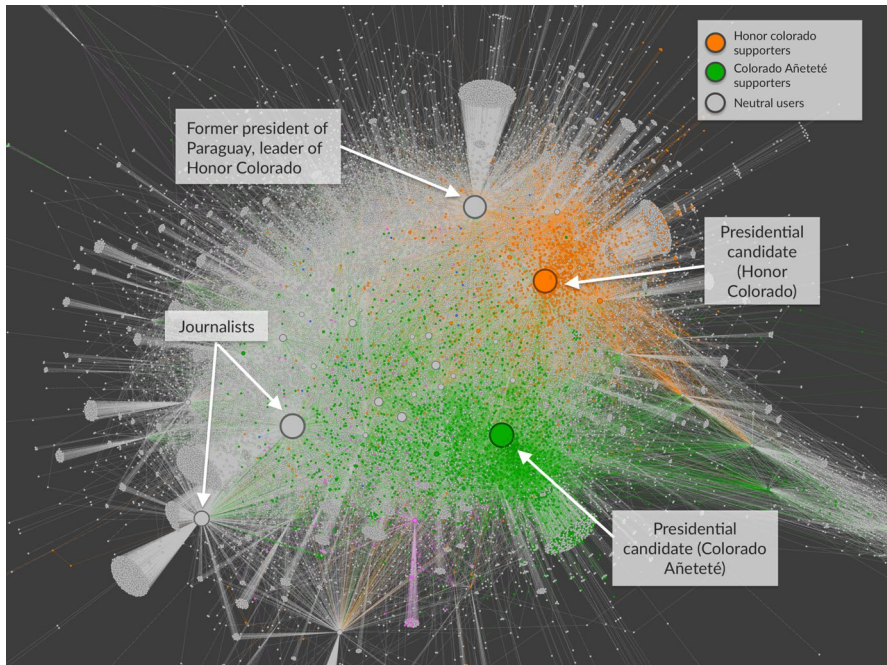 Honor colorado
supporters
Colorado Añeteté
supporters
Neutral users
Former president of
Paraguay, leader of
Honor Colorado
Presidential
candidate
(Honor
Colorado)
Journalists
Presidential
candidate (Colorado
Añeteté)